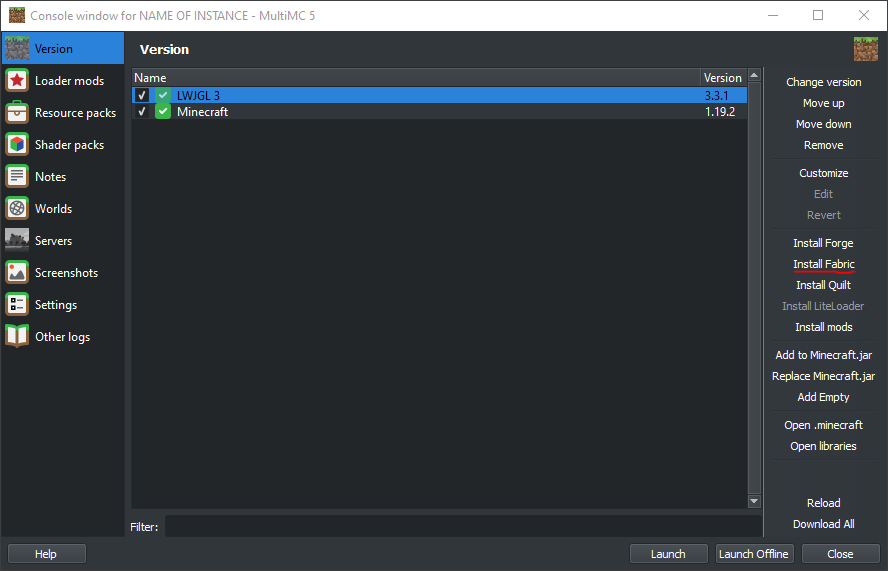 Console window for NAME OF INSTANCE - MultiMC 5
Version
Loader mods
Resource packs
Shader packs
Notes
Worlds
Servers
Screenshots
Settings
Other logs
Version
Name Version
LWJGL 3 3.3.1
Minecraft 1.19.2
Filter:
Change version
Move up
Move down
Remove
Customize
Edit
Revert
Install Forge
Install Fabric
Install Quilt
Install LiteLoader
Install mods
Add to Minecraft.jar
Replace Minecraft.jar
Add Empty
Open .minecraft
Open libraries
Reload
Download All
Help Launch Launch Offline Close